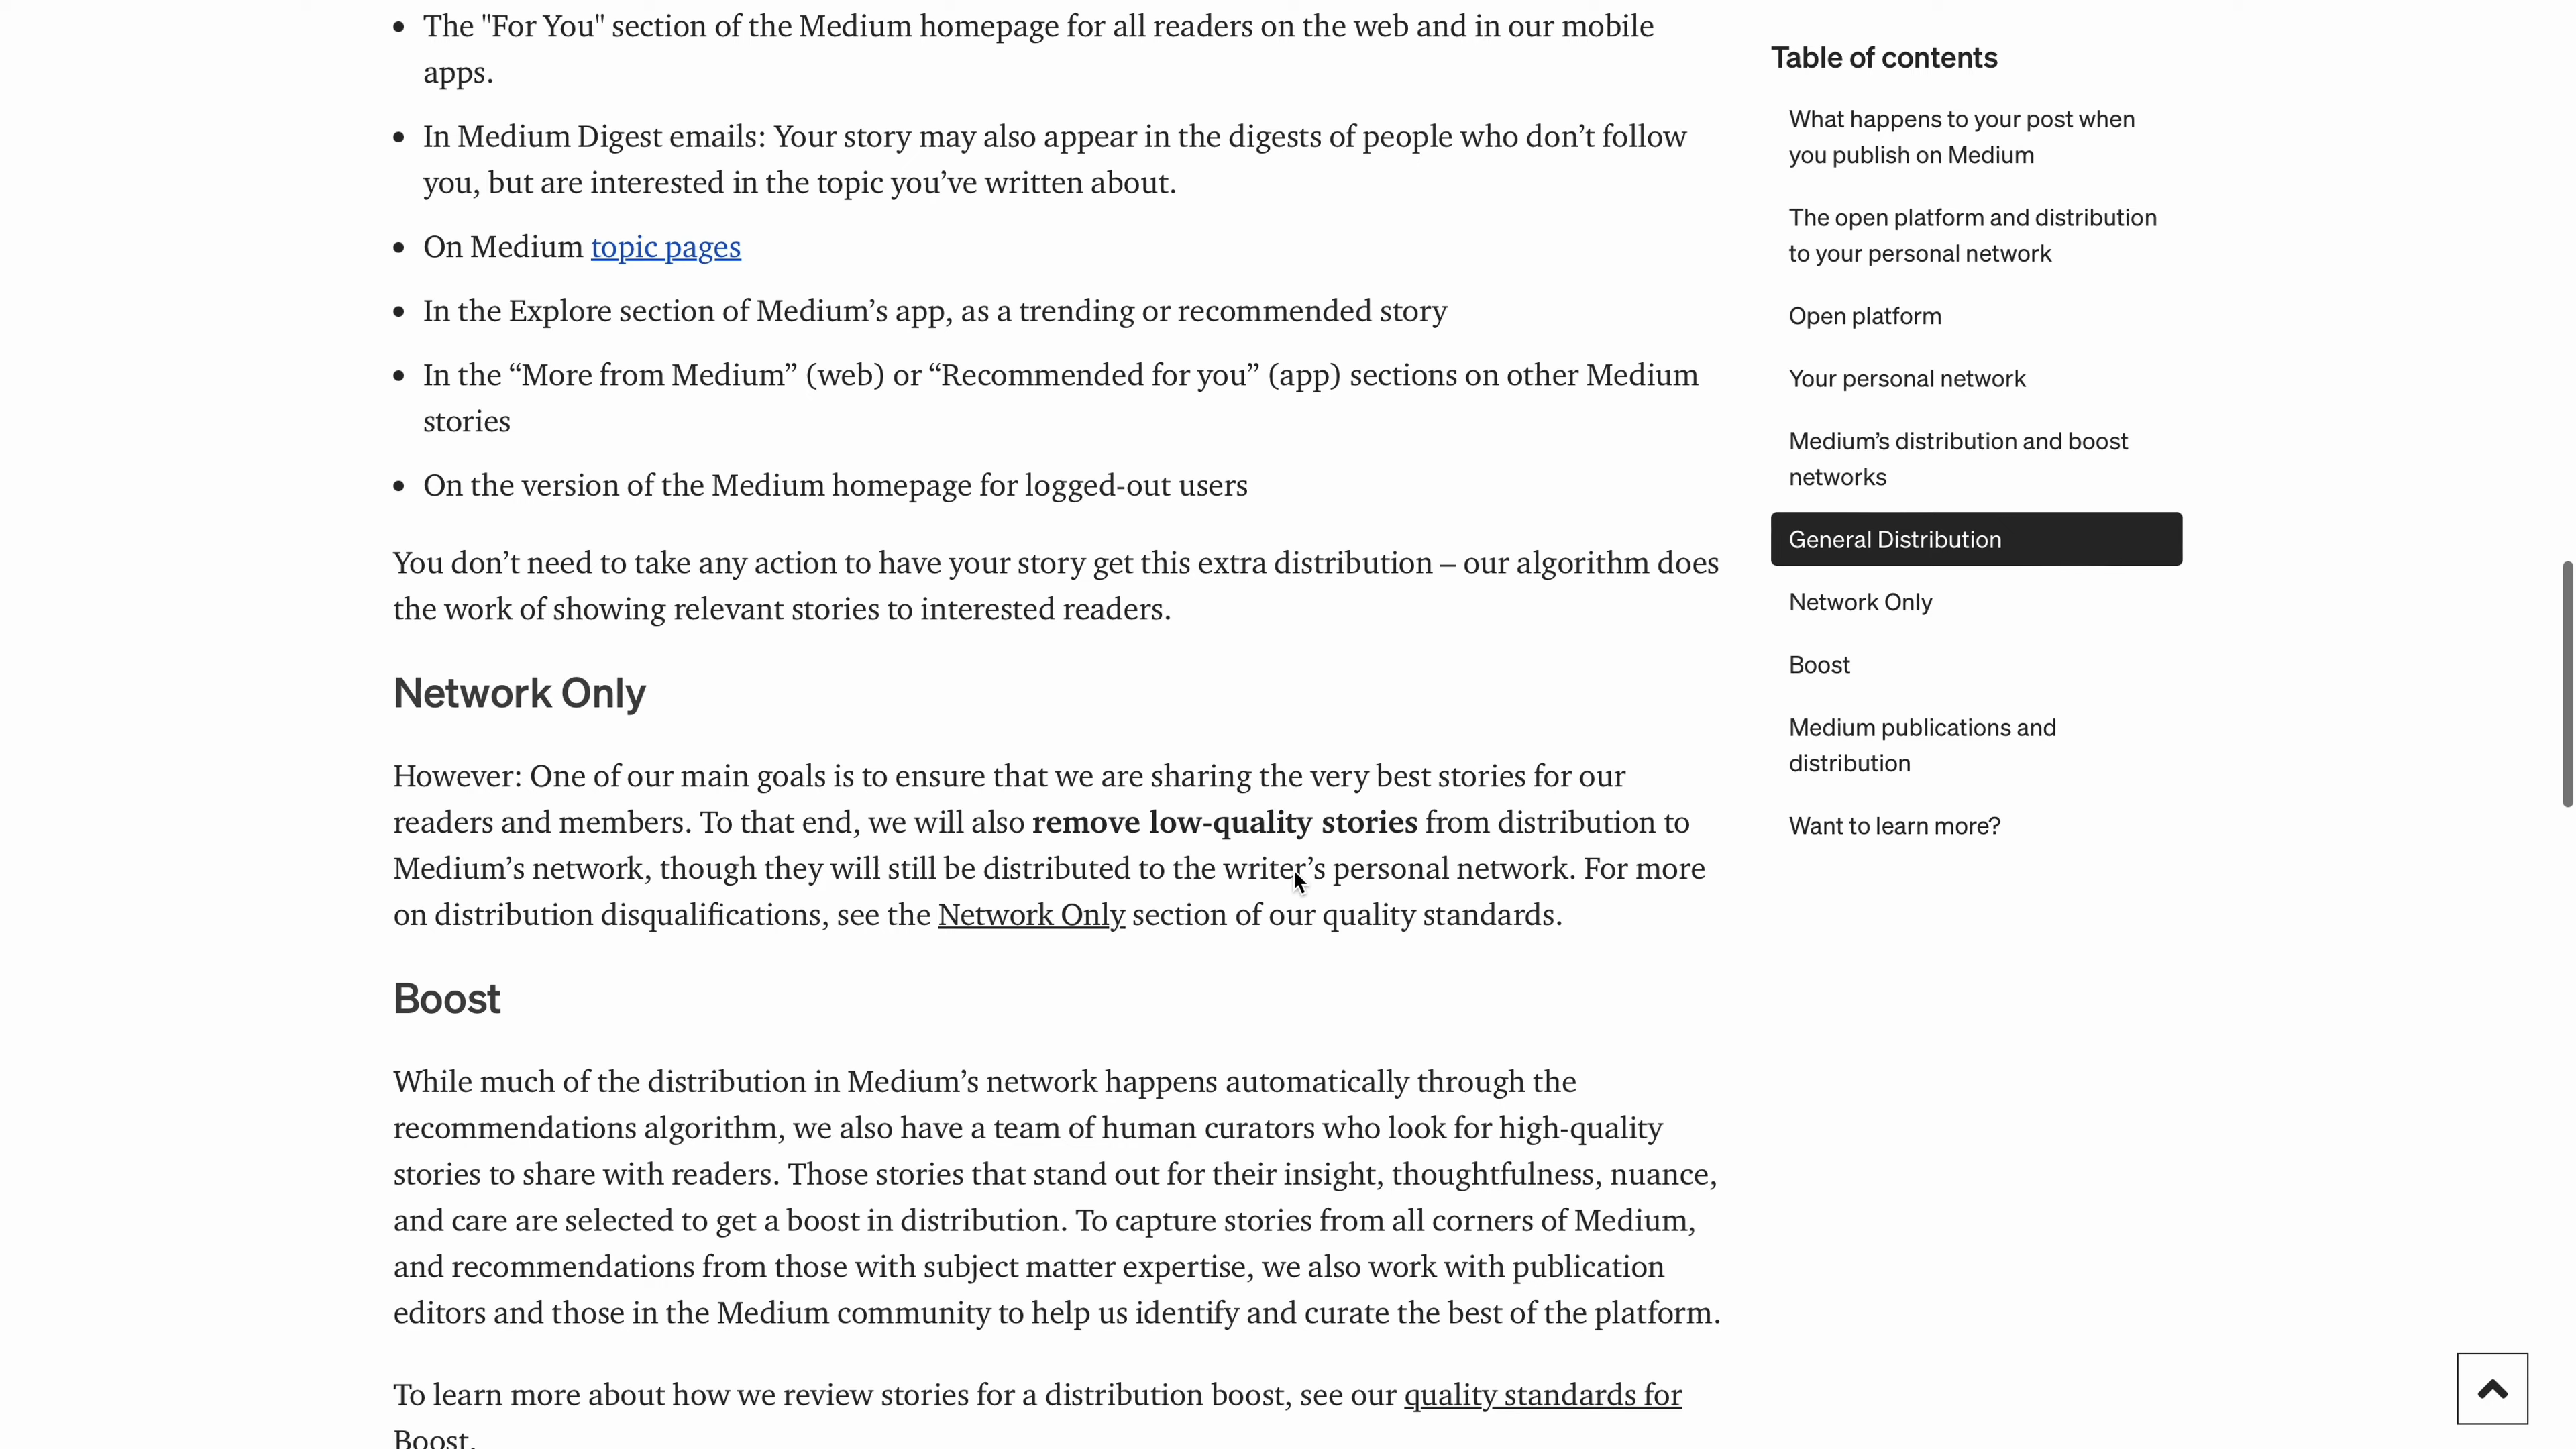 The "For You" section of the Medium homepage for all readers on the web and in our mobile
apps.
In Medium Digest emails: Your story may also appear in the digests of people who don’t follow
you, but are interested in the topic you’ve written about.
On Medium topic pages
In the Explore section of Medium’s app, as a trending or recommended story
In the “More from Medium” (web) or “Recommended for you” (app) sections on other Medium
stories
On the version of the Medium homepage for logged-out users
You don’t need to take any action to have your story get this extra distribution – our algorithm does
the work of showing relevant stories to interested readers.
Network Only
However: One of our main goals is to ensure that we are sharing the very best stories for our
readers and members. To that end, we will also remove low-quality stories from distribution to
Medium’s network, though they will still be distributed to the writer’s personal network. For more
on distribution disqualifications, see the Network Only section of our quality standards.
Boost
While much of the distribution in Medium’s network happens automatically through the
recommendations algorithm, we also have a team of human curators who look for high-quality
stories to share with readers. Those stories that stand out for their insight, thoughtfulness, nuance,
and care are selected to get a boost in distribution. To capture stories from all corners of Medium,
and recommendations from those with subject matter expertise, we also work with publication
editors and those in the Medium community to help us identify and curate the best of the platform.
To learn more about how we review stories for a distribution boost, see our quality standards for
Boost.
Table of contents
What happens to your post when
you publish on Medium
The open platform and distribution
to your personal network
Open platform
Your personal network
Medium’s distribution and boost
networks
General Distribution
Network Only
Boost
Medium publications and
distribution
Want to learn more?